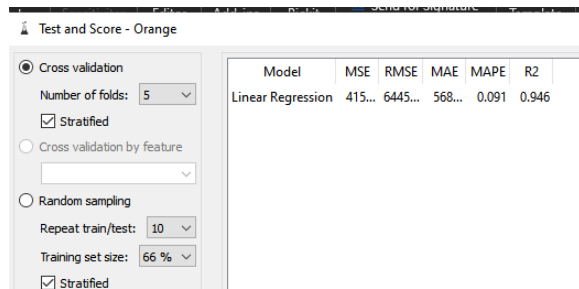 Test and Score - Orange
Cross validation
Number of folds: 5
Stratified
Cross validation by feature
Random sampling
Repeat train/test: 10
Training set size: 66 %
Stratified
Model MSE RMSE MAE MAPE R2
Linear Regression 415... 6445... 568... 0.091 0.946